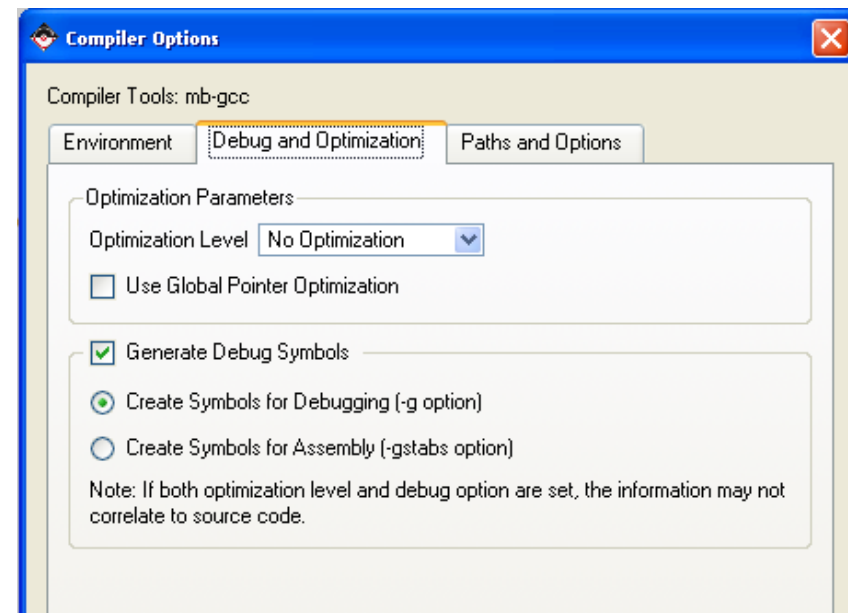 Compiler Options
Compiler Tools: mb-gcc
Environment Debug and Optimization Paths and Options
Optimization Parameters
Optimization Level No Optimization
Use Global Pointer Optimization
Generate Debug Symbols
Create Symbols for Debugging (-g option)
Create Symbols for Assembly (-gstabs option)
Note: If both optimization level and debug option are set, the information may not
correlate to source code.